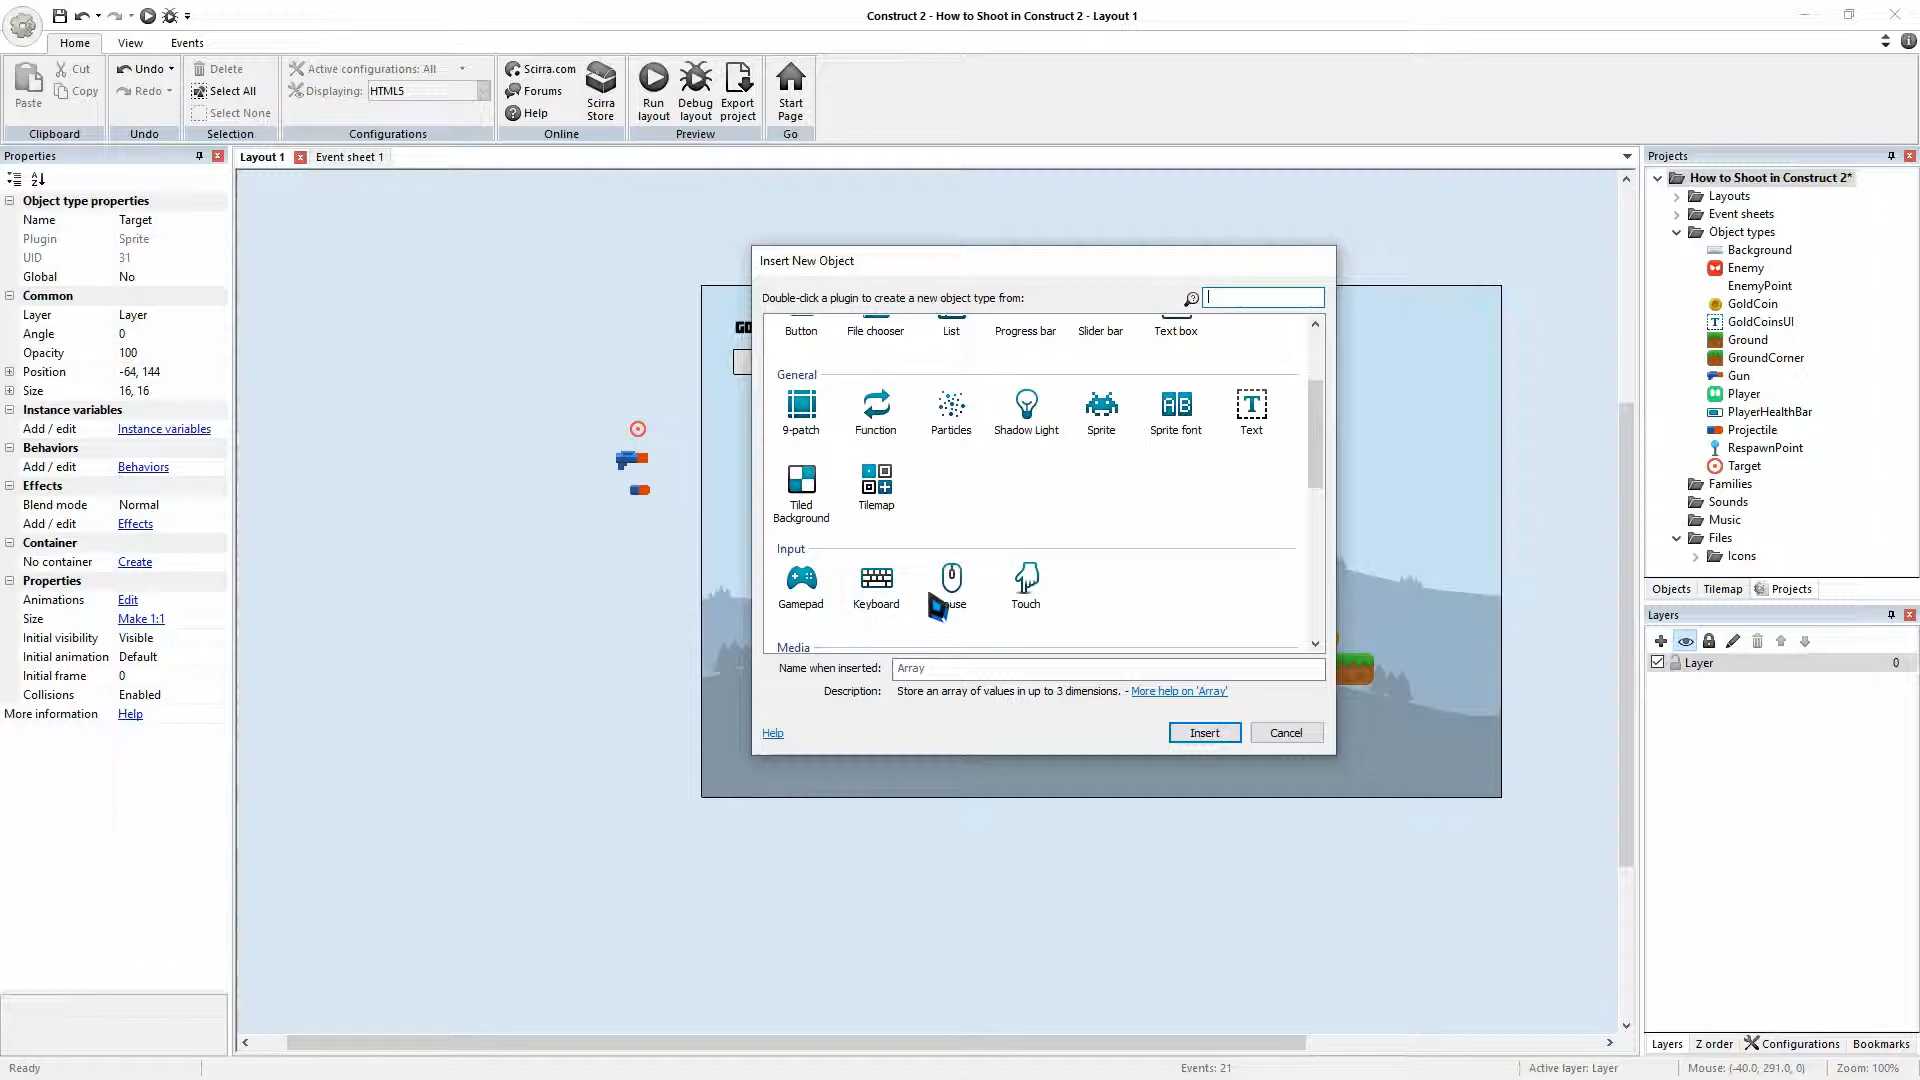 Construct 2 - How to Shoot in Construct 2 - Layout 1
Home
View
Events
Paste
Cut
Copy
Clipboard
Undo
Redo
Undo
Delete
Select All
Select None
Selection
Active configurations: All
Displaying: HTML5
Configurations
Scirra.com
Forums
Help
Scirra Store
Online
Run layout
Debug layout
Export project
Preview
Start Page
Go
Properties
Object type properties
Name Target
Plugin Sprite
UID 31
Global No
Common
Layer Layer
Angle 0
Opacity 100
Position -64, 144
Size 16, 16
Instance variables
Add / edit Instance variables
Behaviors
Add / edit Behaviors
Effects
Blend mode Normal
Add / edit Effects
Container
No container Create
Properties
Animations Edit
Size Make 1:1
Initial visibility Visible
Initial animation Default
Initial frame 0
Collisions Enabled
More information Help
Layout 1
Event sheet 1
Insert New Object
Double-click a plugin to create a new object type from:
Button File chooser List Progress bar Slider bar Text box
General
9-patch Function Particles Shadow Light Sprite Sprite font Text
Tiled Background Tilemap
Input
Gamepad Keyboard Touch
Media
Name when inserted: Array
Description: Store an array of values in up to 3 dimensions. - More help on 'Array'
Help
Insert
Cancel
Projects
How to Shoot in Construct 2*
Layouts
Event sheets
Object types
Background
Enemy
EnemyPoint
GoldCoin
GoldCoinsUI
Ground
GroundCorner
Gun
Player
PlayerHealthBar
Projectile
RespawnPoint
Target
Families
Sounds
Music
Files
Icons
Objects Tilemap Projects
Layers
Layer 0
Layers Z order Configurations Bookmarks
Ready
Events: 21
Active layer: Layer
Mouse: (-40.0, 291.0, 0)
Zoom: 100%